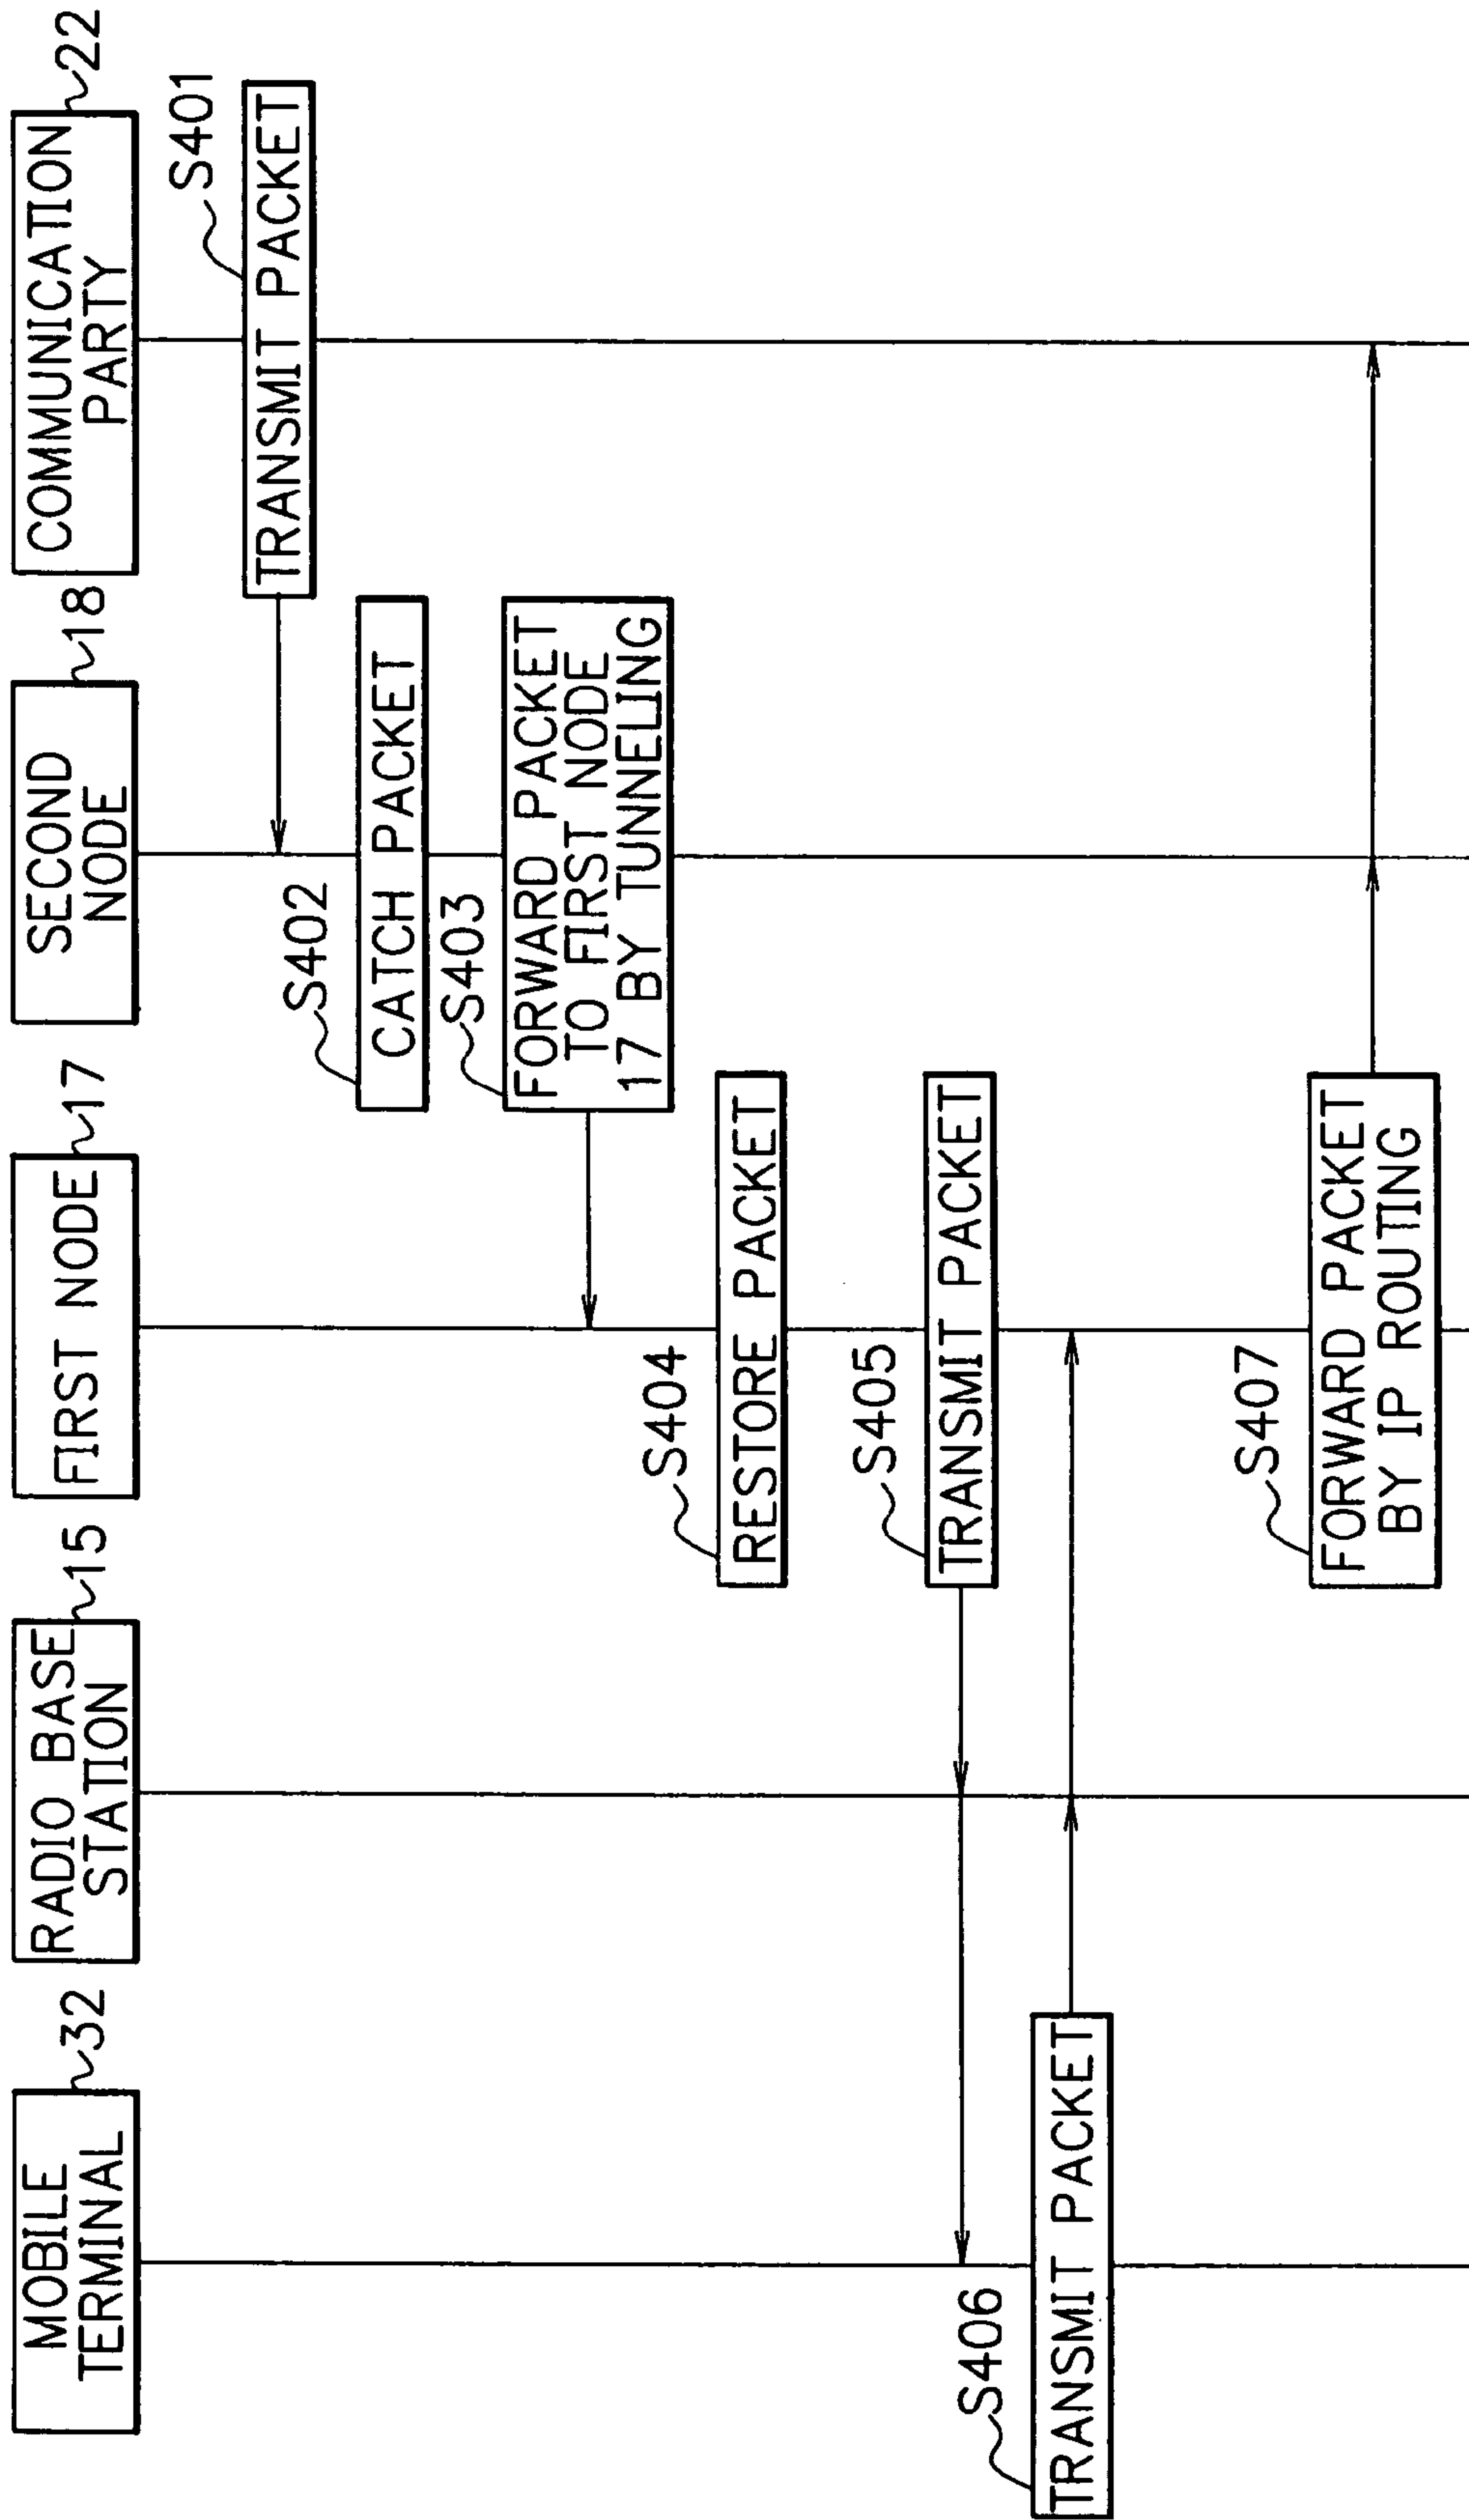 MOBILE
TERMINAL
32
RADIO BASE
STATION
15
FIRST NODE
17
SECOND
NODE
18
COMMUNICATION
PARTY
22
S401
TRANSMIT PACKET
S402
CATCH PACKET
S403
FORWARD PACKET
TO FIRST NODE
17 BY TUNNELING
S404
RESTORE PACKET
S405
TRANSMIT PACKET
S406
TRANSMIT PACKET
S407
FORWARD PACKET
BY IP ROUTING